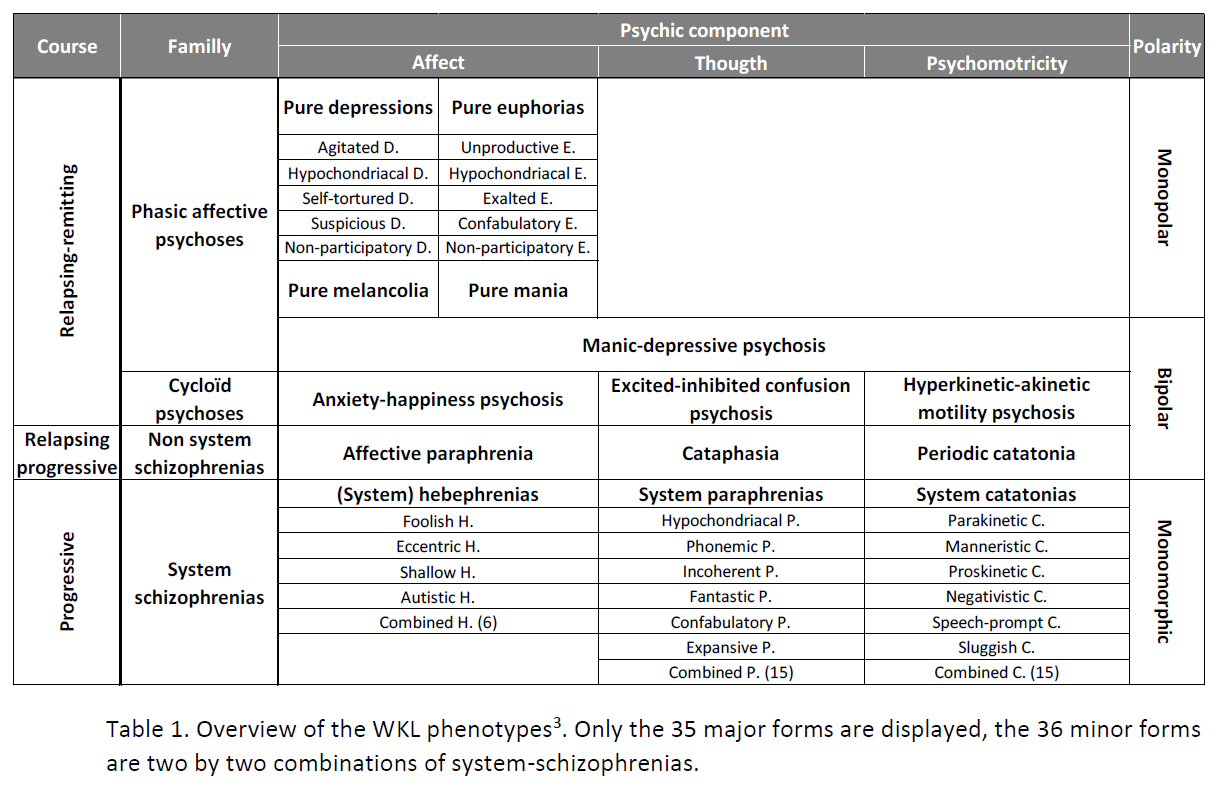 Course
Familly
Psychic component
Polarity
Affect
Thougth
Psychomotricity
Relapsing-remitting
Phasic affective
psychoses
Pure depressions
Pure euphorias
Monopolar
Agitated D.
Unproductive E.
Hypochondriacal D.
Hypochondriacal E.
Self-tortured D.
Exalted E.
Suspicious D.
Confabulatory E.
Non-participatory D.
Non-participatory E.
Pure melancolia
Pure mania
Manic-depressive psychosis
Bipolar
Cycloïd
psychoses
Anxiety-happiness psychosis
Excited-inhibited confusion
psychosis
Hyperkinetic-akinetic
motility psychosis
Relapsing
progressive
Non system
schizophrenias
Affective paraphrenia
Cataphasia
Periodic catatonia
Progressive
System
schizophrenias
(System) hebephrenias
System paraphrenias
System catatonias
Monomorphic
Foolish H.
Hypochondriacal P.
Parakinetic C.
Eccentric H.
Phonemic P.
Manneristic C.
Shallow H.
Incoherent P.
Proskinetic C.
Autistic H.
Fantastic P.
Negativistic C.
Combined H. (6)
Confabulatory P.
Speech-prompt C.
Expansive P.
Sluggish C.
Combined P. (15)
Combined C. (15)
Table 1. Overview of the WKL phenotypes³. Only the 35 major forms are displayed, the 36 minor forms
are two by two combinations of system-schizophrenias.